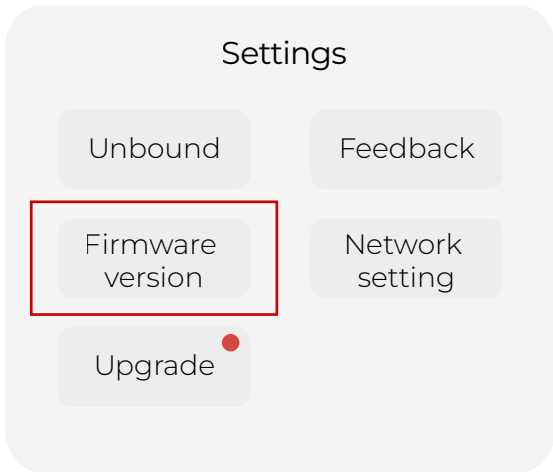 Settings
Unbound
Feedback
Firmware
version
Network
setting
Upgrade